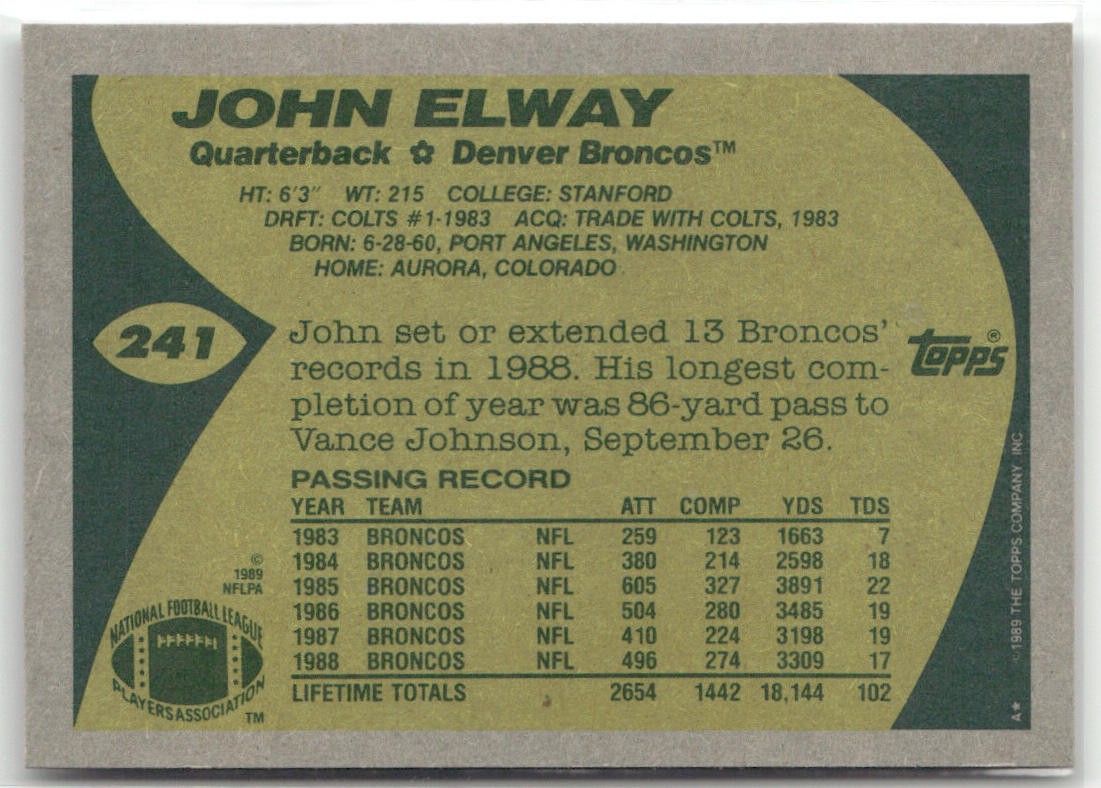 JOHN ELWAY
Quarterback ✿ Denver Broncos™
HT: 6'3" WT: 215 COLLEGE: STANFORD
DRFT: COLTS #1-1983 ACQ: TRADE WITH COLTS, 1983
BORN: 6-28-60, PORT ANGELES, WASHINGTON
HOME: AURORA, COLORADO
241
John set or extended 13 Broncos'
records in 1988. His longest com-
pletion of year was 86-yard pass to
Vance Johnson, September 26.
topps®
PASSING RECORD
YEAR TEAM ATT COMP YDS TDS
1983 BRONCOS NFL 259 123 1663 7
1984 BRONCOS NFL 380 214 2598 18
1985 BRONCOS NFL 605 327 3891 22
1986 BRONCOS NFL 504 280 3485 19
1987 BRONCOS NFL 410 224 3198 19
1988 BRONCOS NFL 496 274 3309 17
LIFETIME TOTALS 2654 1442 18,144 102
©
1989
NFLPA
NATIONAL FOOTBALL LEAGUE
PLAYERS ASSOCIATION
TM
©1989 THE TOPPS COMPANY, INC.
A★